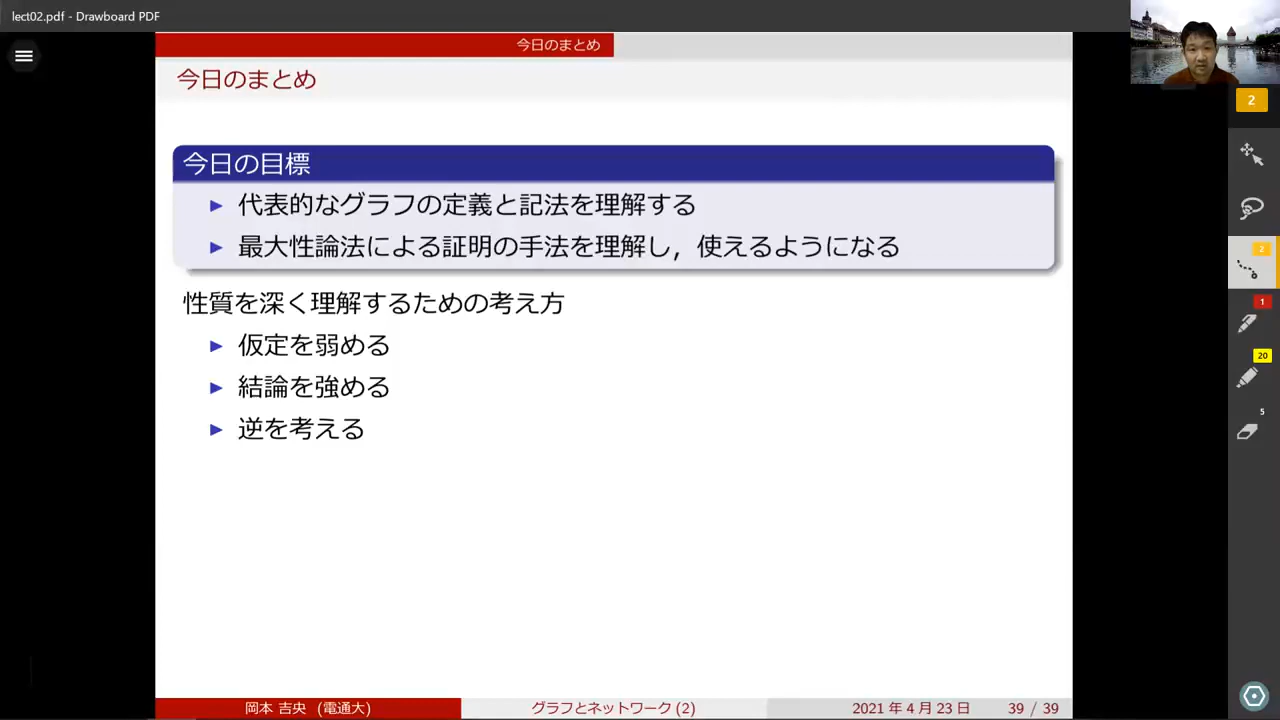 lect02.pdf - Drawboard PDF
今日のまとめ
今日のまとめ
今日の目標
▶ 代表的なグラフの定義と記法を理解する
▶ 最大性論法による証明の手法を理解し，使えるようになる
性質を深く理解するための考え方
▶ 仮定を弱める
▶ 結論を強める
▶ 逆を考える
岡本 吉央 (電通大)
グラフとネットワーク (2)
2021 年 4 月 23 日
39 / 39
2
2
1
20
5